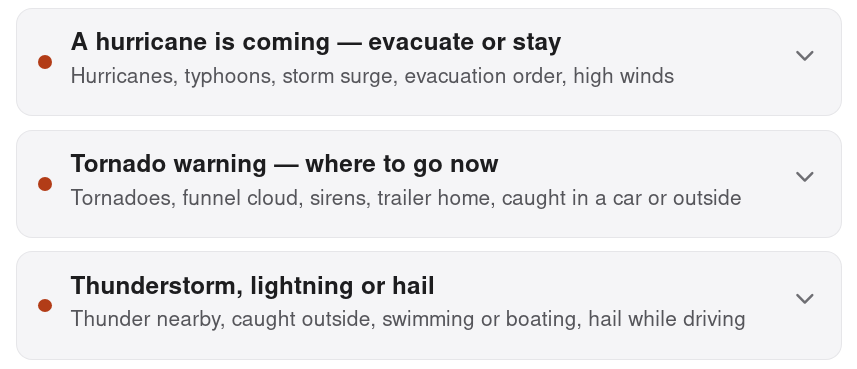 A hurricane is coming — evacuate or stay
Hurricanes, typhoons, storm surge, evacuation order, high winds
Tornado warning — where to go now
Tornadoes, funnel cloud, sirens, trailer home, caught in a car or outside
Thunderstorm, lightning or hail
Thunder nearby, caught outside, swimming or boating, hail while driving